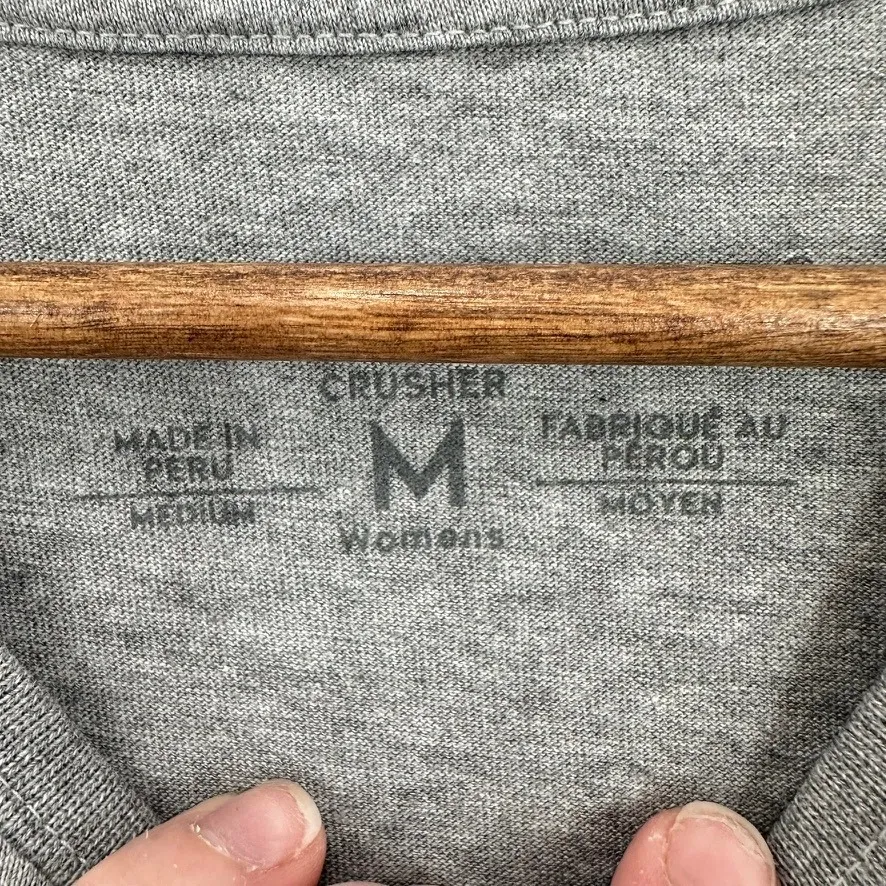 CRUSHER
MADE IN
PERU
MEDIUM
M
Womens
FABRIQUÉ AU
PÉROU
MOYEN